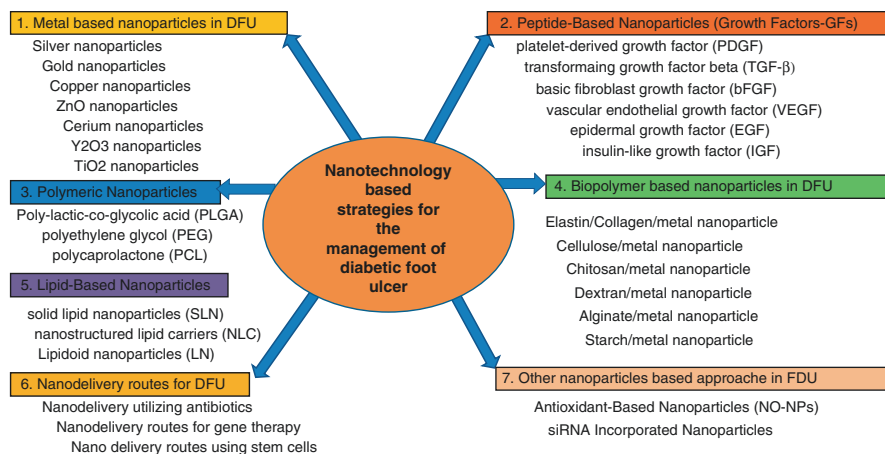 1. Metal based nanoparticles in DFU
Silver nanoparticles
Gold nanoparticles
Copper nanoparticles
ZnO nanoparticles
Cerium nanoparticles
Y2O3 nanoparticles
TiO2 nanoparticles
2. Peptide-Based Nanoparticles (Growth Factors-GFs)
platelet-derived growth factor (PDGF)
transformaing growth factor beta (TGF-β)
basic fibroblast growth factor (bFGF)
vascular endothelial growth factor (VEGF)
epidermal growth factor (EGF)
insulin-like growth factor (IGF)
Nanotechnology
based
strategies for
the
management of
diabetic foot
ulcer
3. Polymeric Nanoparticles
Poly-lactic-co-glycolic acid (PLGA)
polyethylene glycol (PEG)
polycaprolactone (PCL)
4. Biopolymer based nanoparticles in DFU
Elastin/Collagen/metal nanoparticle
Cellulose/metal nanoparticle
Chitosan/metal nanoparticle
Dextran/metal nanoparticle
Alginate/metal nanoparticle
Starch/metal nanoparticle
5. Lipid-Based Nanoparticles
solid lipid nanoparticles (SLN)
nanostructured lipid carriers (NLC)
Lipidoid nanoparticles (LN)
6. Nanodelivery routes for DFU
Nanodelivery utilizing antibiotics
Nanodelivery routes for gene therapy
Nano delivery routes using stem cells
7. Other nanoparticles based approache in FDU
Antioxidant-Based Nanoparticles (NO-NPs)
siRNA Incorporated Nanoparticles